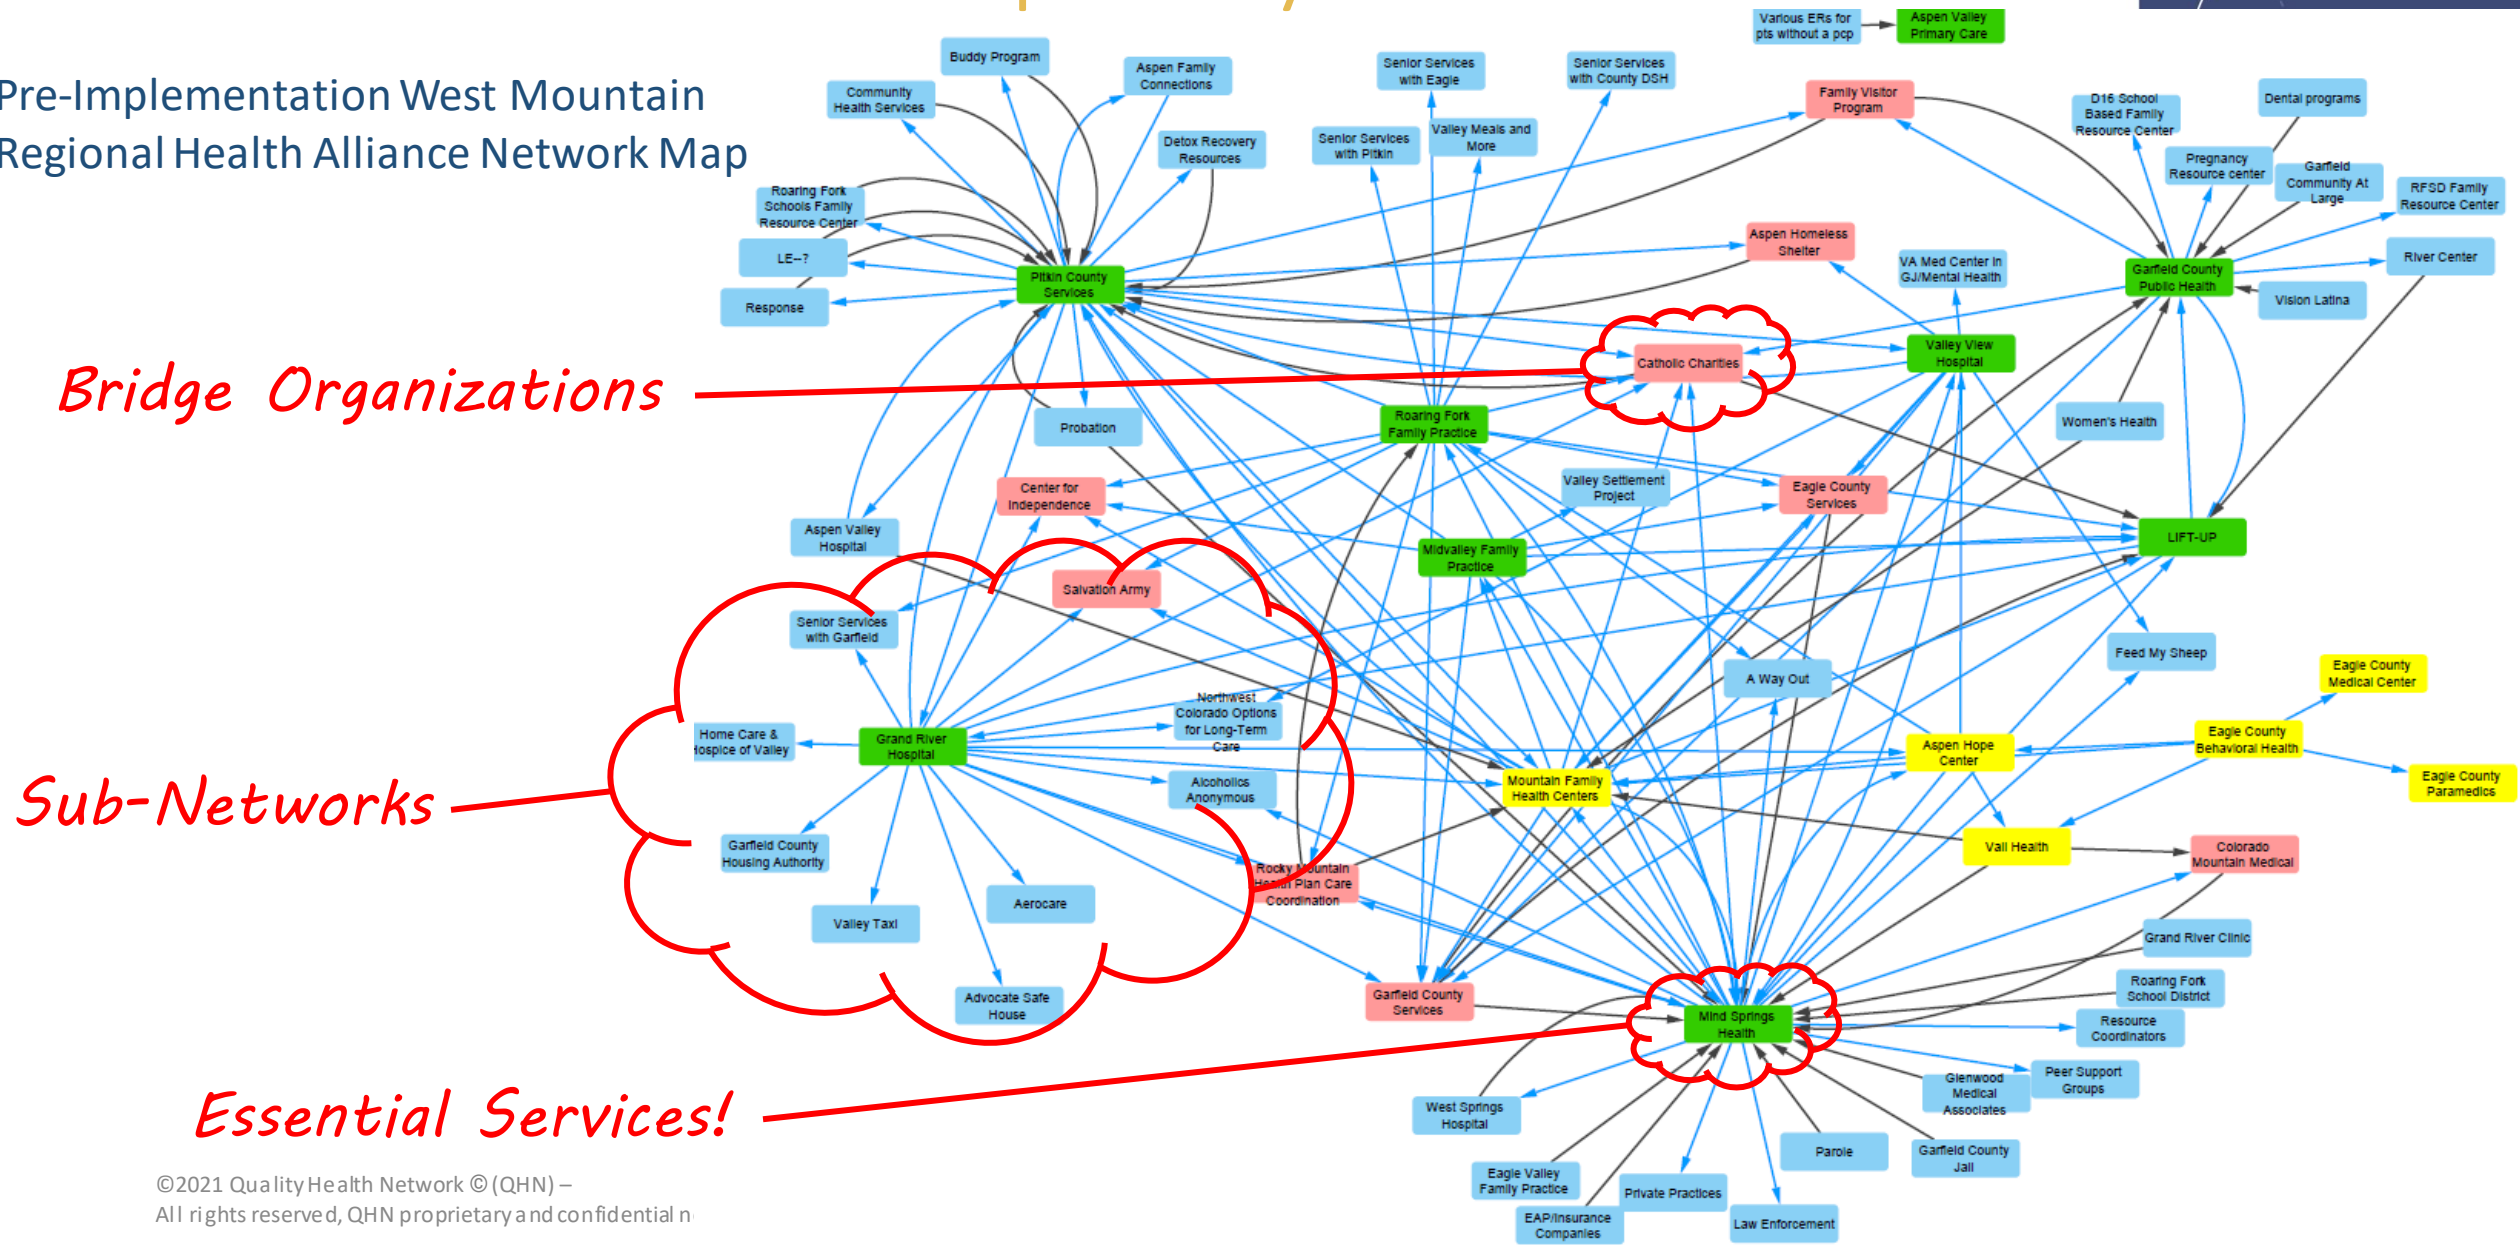 Pre-Implementation West Mountain
Regional Health Alliance Network Map
Various ERs for
pts without a pcp
Aspen Valley
Primary Care
Buddy Program
Community
Health Services
Aspen Family
Connections
Detox Recovery
Resources
Roaring Fork
Schools Family
Resource Center
LE--?
Response
Pitkin County
Services
Senior Services
with Eagle
Senior Services
with County DSH
Senior Services
with Pitkin
Valley Meals and
More
Family Visitor
Program
D16 School
Based Family
Resource Center
Dental programs
Pregnancy
Resource center
Garfield
Community At
Large
RFSD Family
Resource Center
River Center
Vision Latina
Garfield County
Public Health
Aspen Homeless
Shelter
VA Med Center in
GJ/Mental Health
Valley View
Hospital
Catholic Charities
Bridge Organizations
Probation
Roaring Fork
Family Practice
Women's Health
Center for
Independence
Valley Settlement
Project
Eagle County
Services
Aspen Valley
Hospital
Midvalley Family
Practice
LIFT-UP
Salvation Army
Senior Services
with Garfield
A Way Out
Feed My Sheep
Eagle County
Medical Center
Northwest
Colorado Options
for Long-Term
Care
Home Care &
Hospice of Valley
Grand River
Hospital
Eagle County
Behavioral Health
Aspen Hope
Center
Eagle County
Paramedics
Sub-Networks
Alcoholics
Anonymous
Mountain Family
Health Centers
Garfield County
Housing Authority
Vail Health
Colorado
Mountain Medical
Rocky Mountain
Health Plan Care
Coordination
Valley Taxi
Aerocare
Grand River Clinic
Advocate Safe
House
Garfield County
Services
Mind Springs
Health
Roaring Fork
School District
Resource
Coordinators
Essential Services!
West Springs
Hospital
Glenwood
Medical
Associates
Peer Support
Groups
Parole
Garfield County
Jail
Eagle Valley
Family Practice
Private Practices
EAP/Insurance
Companies
Law Enforcement
©2021 Quality Health Network © (QHN) –
All rights reserved, QHN proprietary and confidential